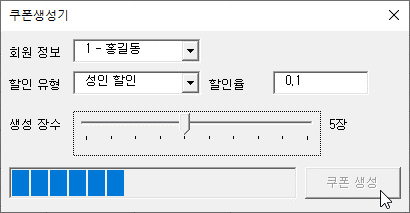 쿠폰생성기
회원 정보 1 - 홍길동
할인 유형 성인 할인 할인율 0,1
생성 장수 5장
쿠폰 생성